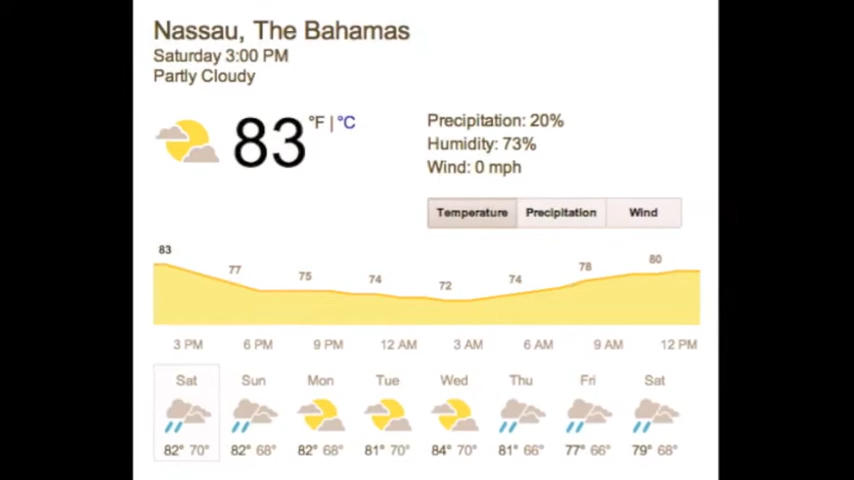 Nassau, The Bahamas
Saturday 3:00 PM
Partly Cloudy
83 °F | °C
Precipitation: 20%
Humidity: 73%
Wind: 0 mph
Temperature Precipitation Wind
83 77 75 74 72 74 78 80
3 PM 6 PM 9 PM 12 AM 3 AM 6 AM 9 AM 12 PM
Sat Sun Mon Tue Wed Thu Fri Sat
82° 70° 82° 68° 82° 68° 81° 70° 84° 70° 81° 66° 77° 66° 79° 68°